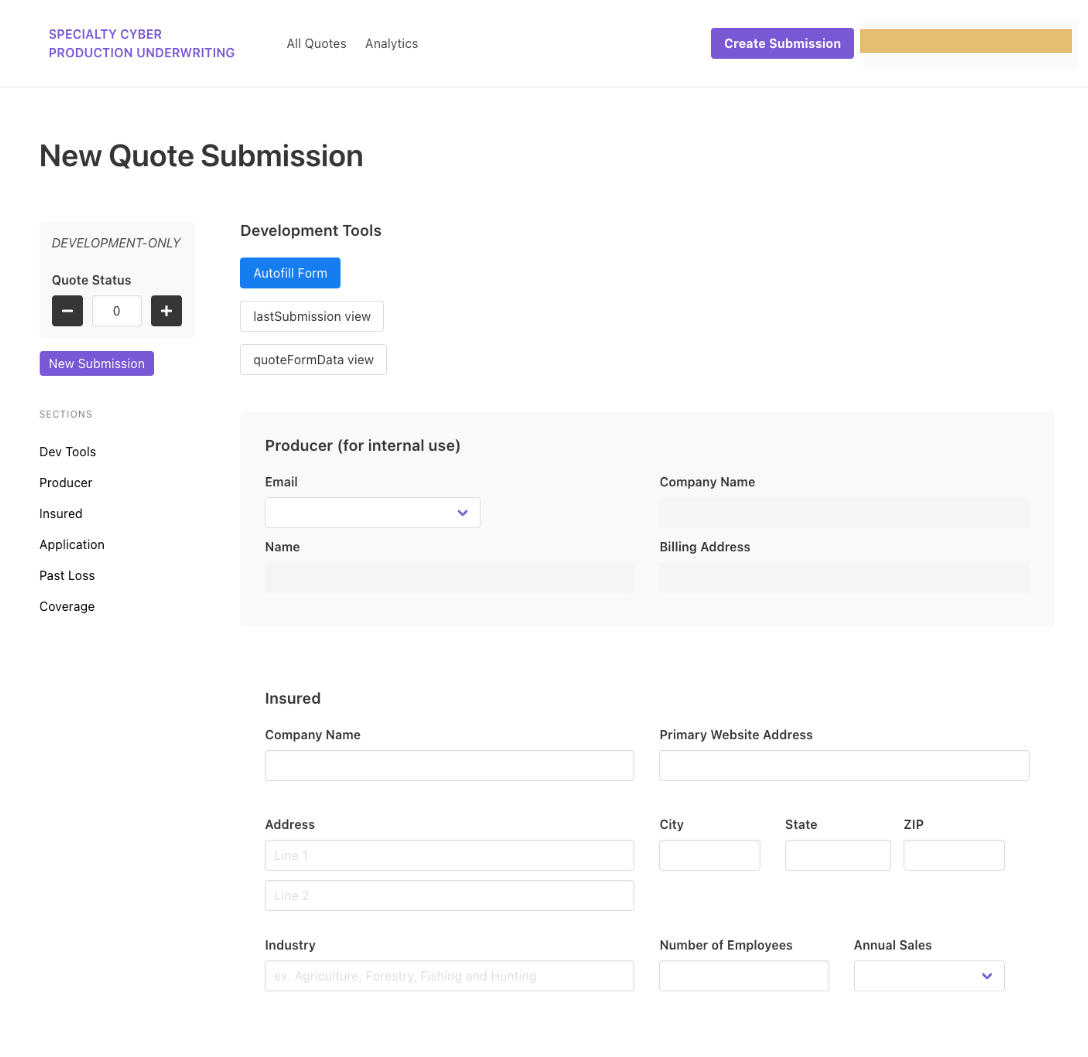 SPECIALTY CYBER
PRODUCTION UNDERWRITING
All Quotes
Analytics
Create Submission
New Quote Submission
DEVELOPMENT-ONLY
Quote Status
0
New Submission
SECTIONS
Dev Tools
Producer
Insured
Application
Past Loss
Coverage
Development Tools
Autofill Form
lastSubmission view
quoteFormData view
Producer (for internal use)
Email
Company Name
Name
Billing Address
Insured
Company Name
Primary Website Address
Address
City
State
ZIP
Line 1
Line 2
Industry
Number of Employees
Annual Sales
ex. Agriculture, Forestry, Fishing and Hunting